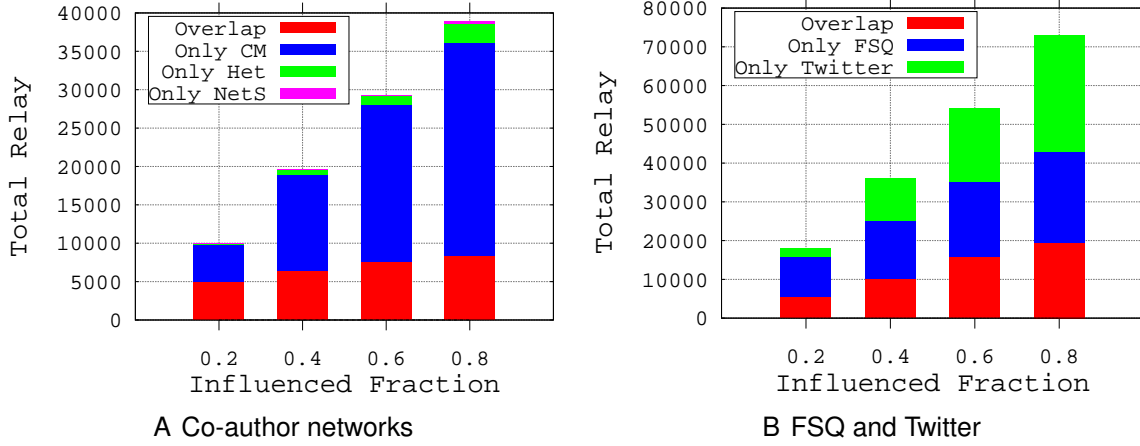 Overlap
Only CM
Only Het
Only NetS
Total Relay
40000
35000
30000
25000
20000
15000
10000
5000
0
0.2 0.4 0.6 0.8
Influenced Fraction
A Co-author networks
Overlap
Only FSQ
Only Twitter
Total Relay
80000
70000
60000
50000
40000
30000
20000
10000
0
0.2 0.4 0.6 0.8
Influenced Fraction
B FSQ and Twitter